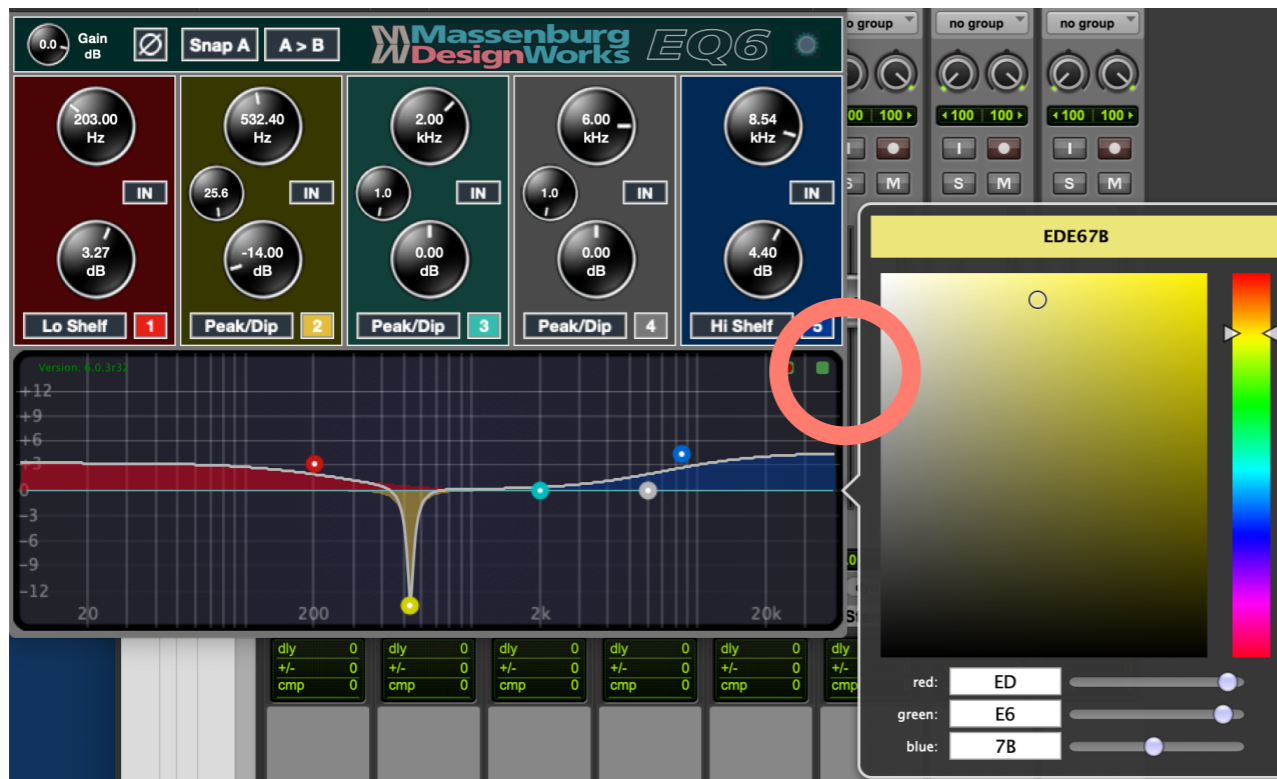 0.0
Gain
dB
Ø
Snap A
A > B
Massenburg
DesignWorks
EQ6
no group
no group
203.00
Hz
IN
3.27
dB
Lo Shelf
1
532.40
Hz
25.6
IN
-14.00
dB
Peak/Dip
2
2.00
kHz
1.0
IN
0.00
dB
Peak/Dip
3
6.00
kHz
1.0
IN
0.00
dB
Peak/Dip
4
8.54
kHz
IN
4.40
dB
Hi Shelf
5
100
100
100
100
100
I
I
M
S
M
S
M
Version: 6.0.3r32
+12
+9
+6
+3
0
-3
-6
-9
-12
20
200
2k
20k
EDE67B
red:
ED
green:
E6
blue:
7B
dly 0
+/- 0
cmp 0
dly 0
+/- 0
cmp 0
dly 0
+/- 0
cmp 0
dly 0
+/- 0
cmp 0
dly 0
+/- 0
cmp 0
dly
+/-
cmp